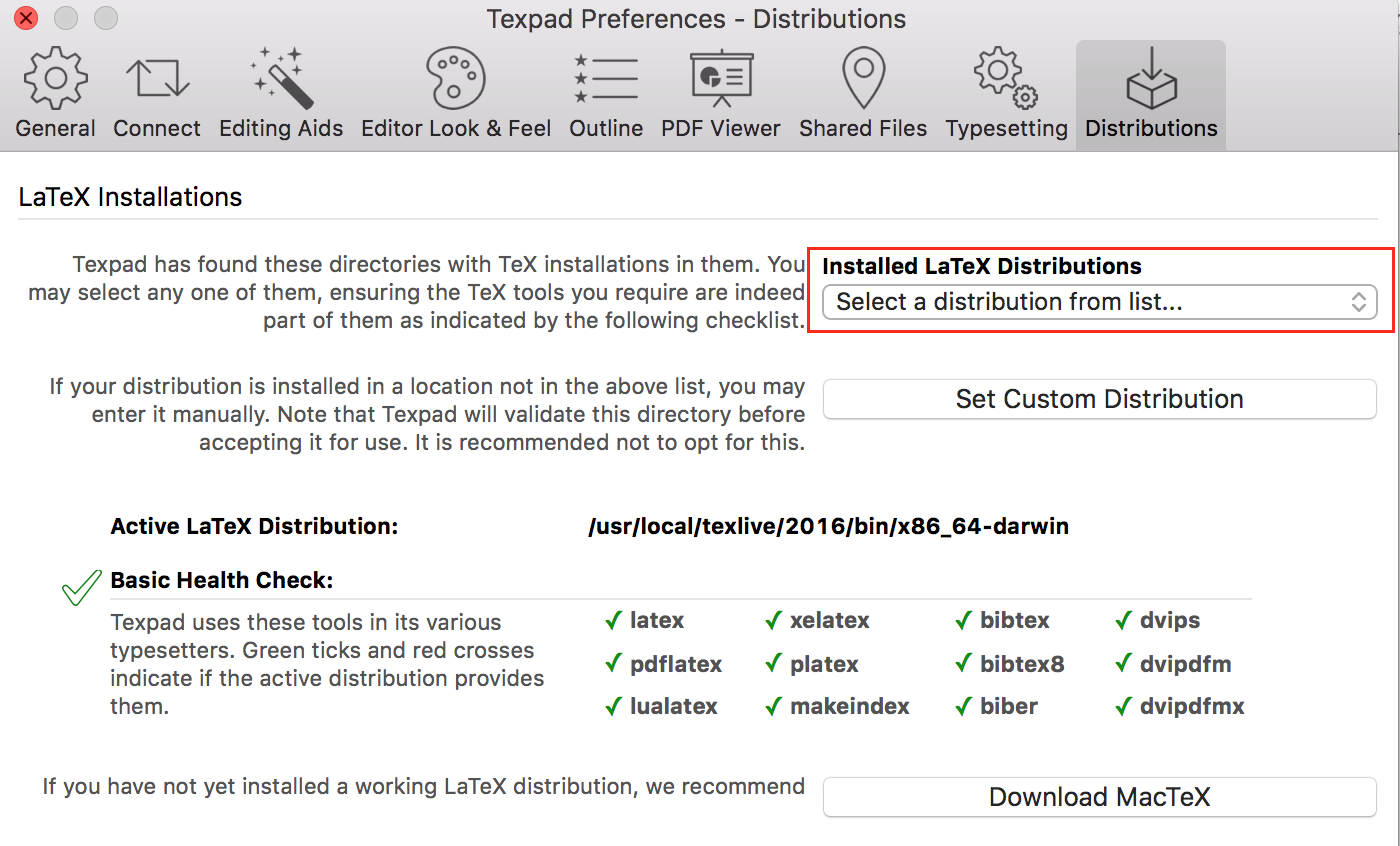 Texpad Preferences - Distributions
General Connect Editing Aids Editor Look & Feel Outline PDF Viewer Shared Files Typesetting Distributions
LaTeX Installations
Texpad has found these directories with TeX installations in them. You
may select any one of them, ensuring the TeX tools you require are indeed
part of them as indicated by the following checklist.
Installed LaTeX Distributions
Select a distribution from list...
If your distribution is installed in a location not in the above list, you may
enter it manually. Note that Texpad will validate this directory before
accepting it for use. It is recommended not to opt for this.
Set Custom Distribution
Active LaTeX Distribution: /usr/local/texlive/2016/bin/x86_64-darwin
Basic Health Check:
Texpad uses these tools in its various
typesetters. Green ticks and red crosses
indicate if the active distribution provides
them.
✓ latex ✓ xelatex ✓ bibtex ✓ dvips
✓ pdflatex ✓ platex ✓ bibtex8 ✓ dvipdfm
✓ lualatex ✓ makeindex ✓ biber ✓ dvipdfmx
If you have not yet installed a working LaTeX distribution, we recommend
Download MacTeX